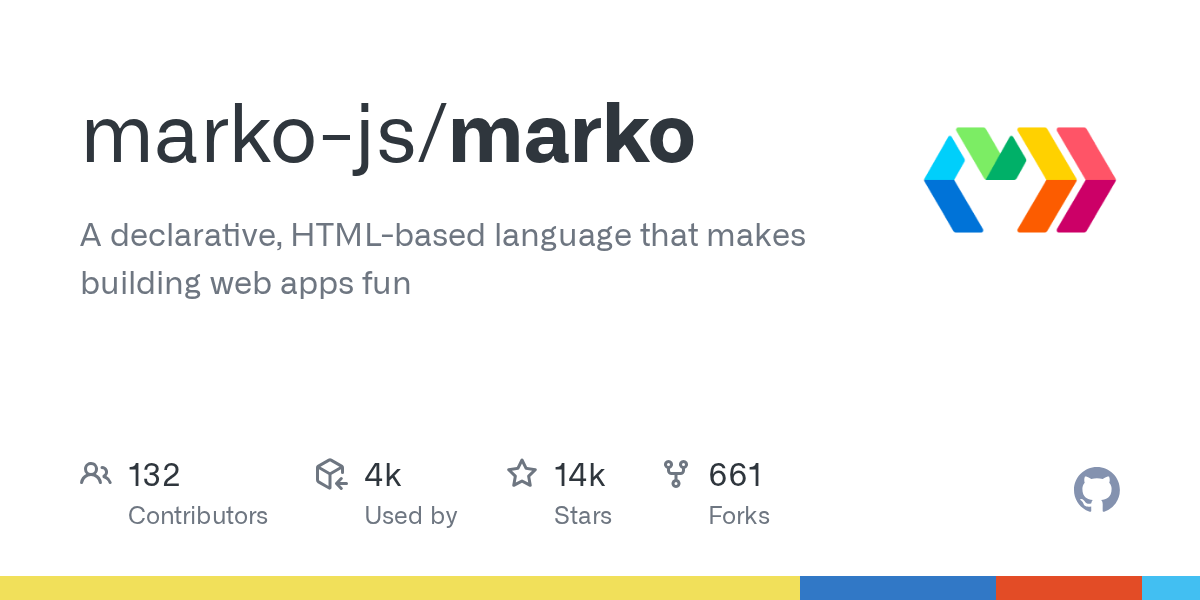 marko-js/marko
A declarative, HTML-based language that makes
building web apps fun
132 4k 14k 661
Contributors Used by Stars Forks